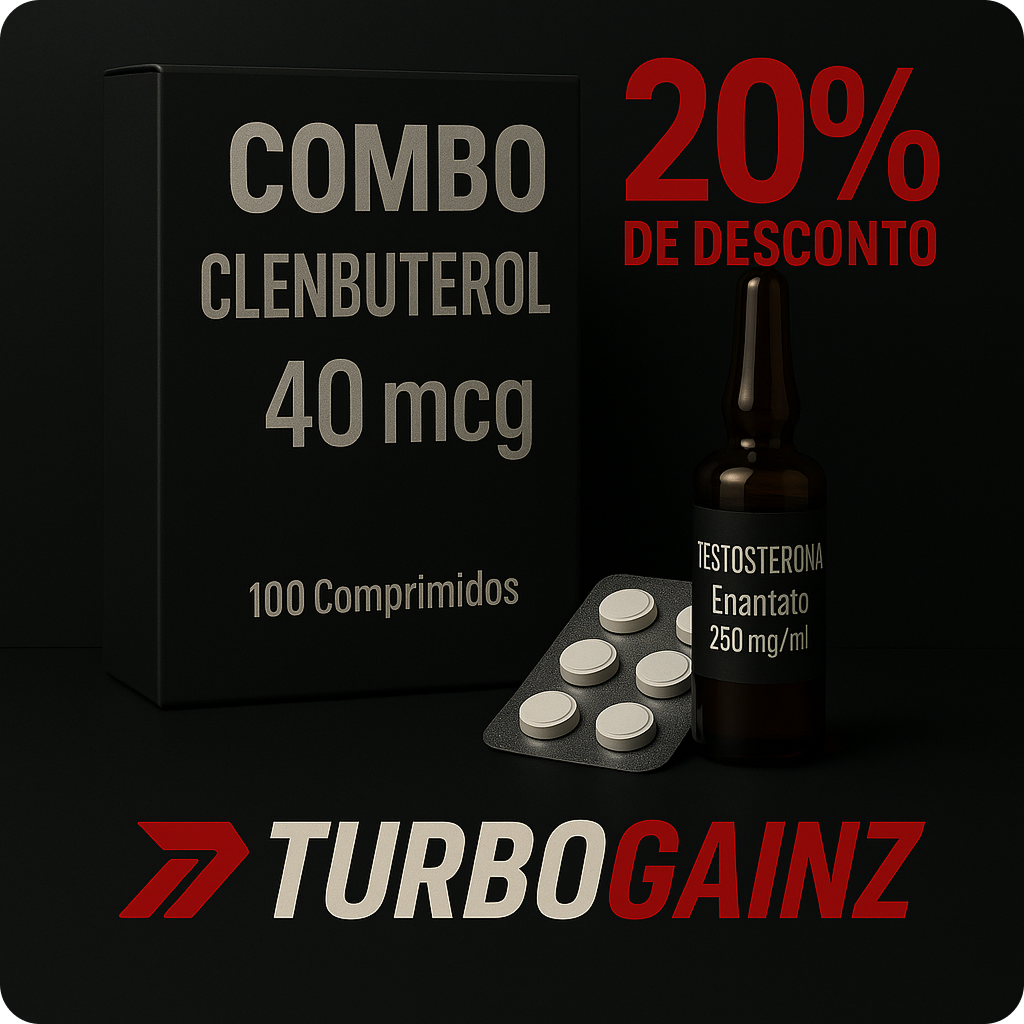 COMBO
CLENBUTEROL
40 mcg
100 Comprimidos
20%
DE DESCONTO
TESTOSTERONA
Enantato
250 mg/ml
TURBOGAINZ